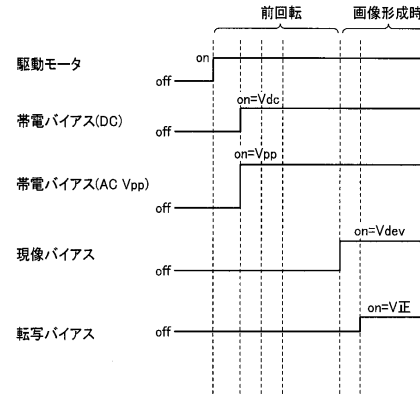 前回転 画像形成時
駆動モータ on
off
帯電バイアス(DC) on=Vdc
off
帯電バイアス(AC Vpp) on=Vpp
off
現像バイアス on=Vdev
off
転写バイアス on=V正
off